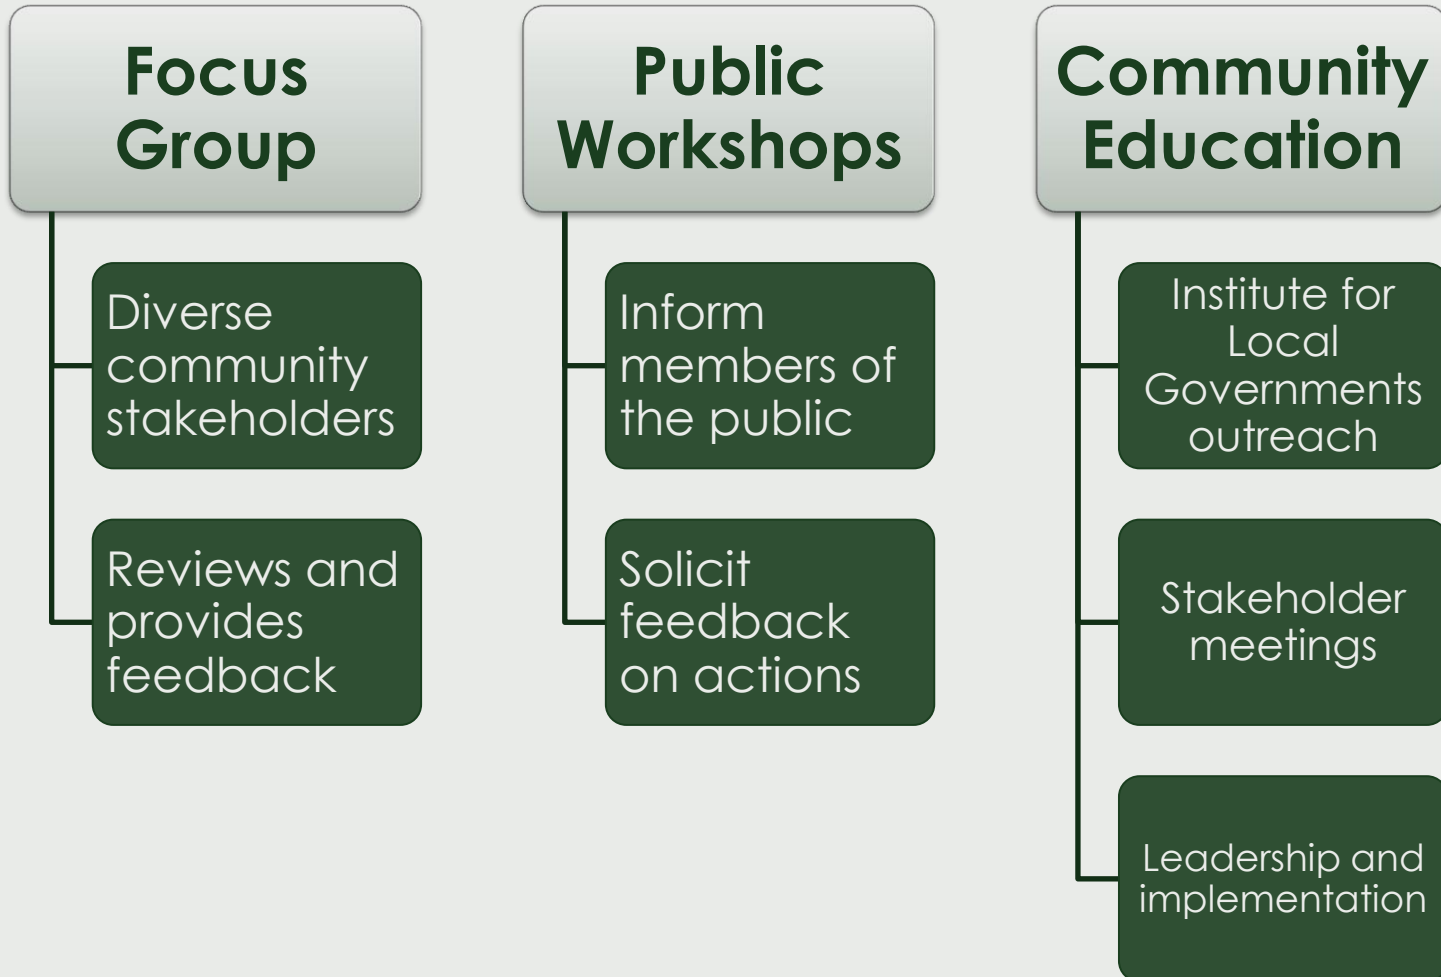 Focus
Group
Diverse
community
stakeholders
Reviews and
provides
feedback
Public
Workshops
Inform
members of
the public
Solicit
feedback
on actions
Community
Education
Institute for
Local
Governments
outreach
Stakeholder
meetings
Leadership and
implementation